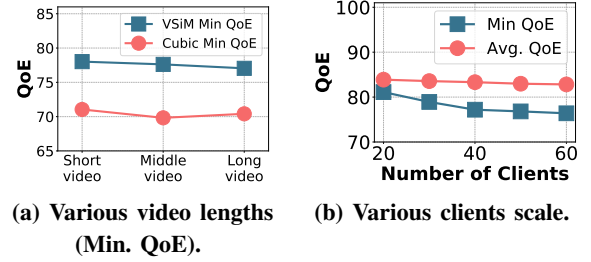 85
80
75
70
65
QoE
VSiM Min QoE
Cubic Min QoE
Short
video
Middle
video
Long
video
(a) Various video lengths
(Min. QoE).
100
90
80
70
QoE
Min QoE
Avg. QoE
20 40 60
Number of Clients
(b) Various clients scale.